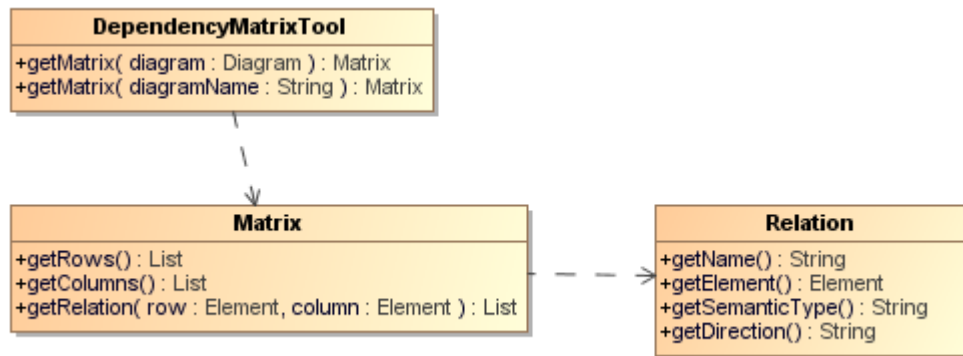 DependencyMatrixTool
+getMatrix( diagram : Diagram ) : Matrix
+getMatrix( diagramName : String ) : Matrix
Matrix
+getRows() : List
+getColumns() : List
+getRelation( row : Element, column : Element ) : List
Relation
+getName() : String
+getElement() : Element
+getSemanticType() : String
+getDirection() : String